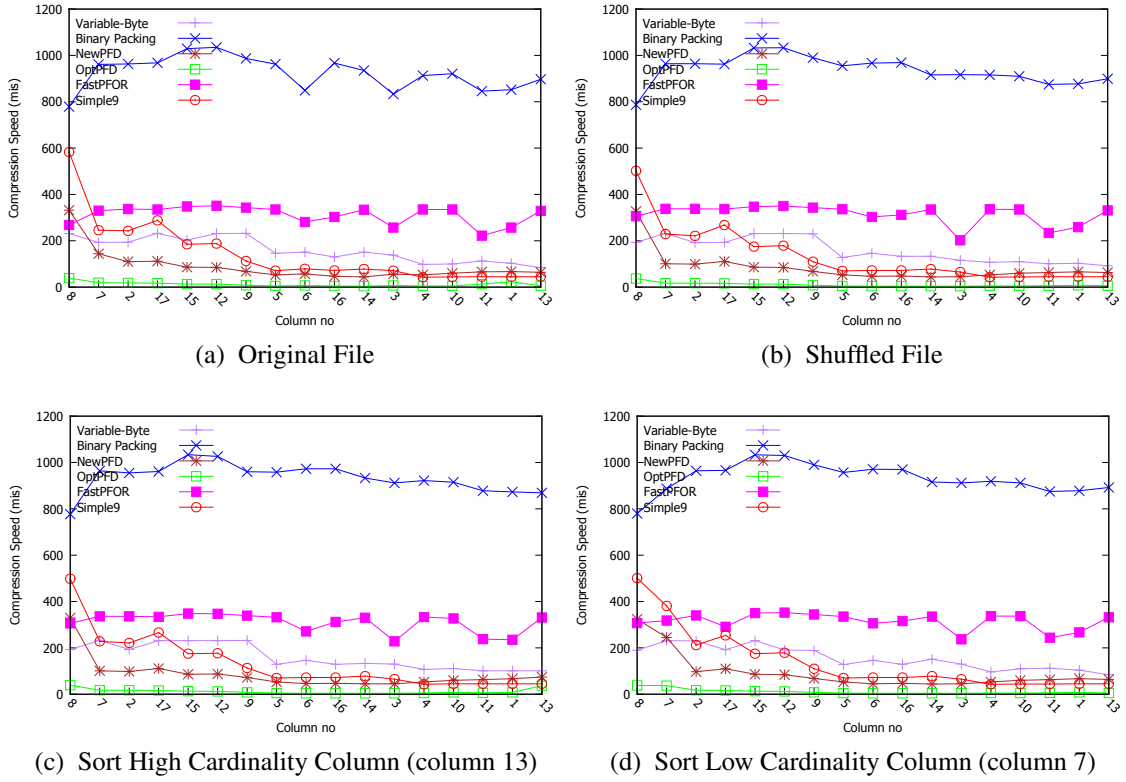 1200
1000
800
600
400
200
0
Compression Speed (mis)
Variable-Byte
Binary Packing
NewPFD
OptPFD
FastPFOR
Simple9
8 7 2 17 15 12 9 5 6 16 14 3 4 10 11 1 13
Column no
(a) Original File
1200
1000
800
600
400
200
0
Compression Speed (mis)
Variable-Byte
Binary Packing
NewPFD
OptPFD
FastPFOR
Simple9
8 7 2 17 15 12 9 5 6 16 14 3 4 10 11 1 13
Column no
(b) Shuffled File
1200
1000
800
600
400
200
0
Compression Speed (mis)
Variable-Byte
Binary Packing
NewPFD
OptPFD
FastPFOR
Simple9
8 7 2 17 15 12 9 5 6 16 14 3 4 10 11 1 13
Column no
(c) Sort High Cardinality Column (column 13)
1200
1000
800
600
400
200
0
Compression Speed (mis)
Variable-Byte
Binary Packing
NewPFD
OptPFD
FastPFOR
Simple9
8 7 2 17 15 12 9 5 6 16 14 3 4 10 11 1 13
Column no
(d) Sort Low Cardinality Column (column 7)